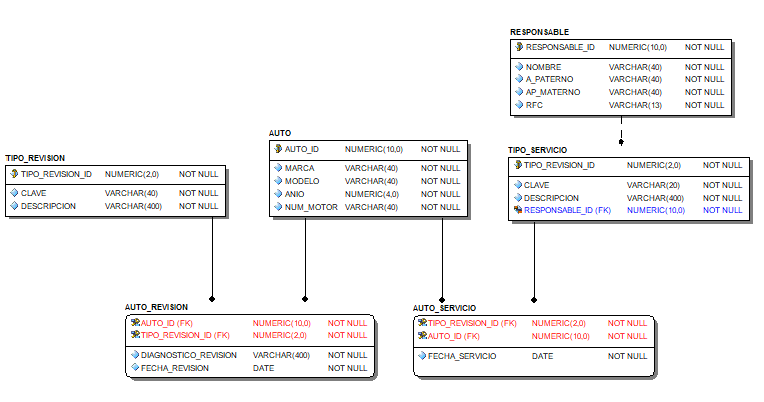 RESPONSABLE
RESPONSABLE_ID NUMERIC(10,0) NOT NULL
NOMBRE VARCHAR(40) NOT NULL
A_PATERNO VARCHAR(40) NOT NULL
AP_MATERNO VARCHAR(40) NOT NULL
RFC VARCHAR(13) NOT NULL
AUTO
AUTO_ID NUMERIC(10,0) NOT NULL
MARCA VARCHAR(40) NOT NULL
MODELO VARCHAR(40) NOT NULL
ANIO NUMERIC(4,0) NOT NULL
NUM_MOTOR VARCHAR(40) NOT NULL
TIPO_REVISION
TIPO_REVISION_ID NUMERIC(2,0) NOT NULL
CLAVE VARCHAR(40) NOT NULL
DESCRIPCION VARCHAR(400) NOT NULL
TIPO_SERVICIO
TIPO_REVISION_ID NUMERIC(2,0) NOT NULL
CLAVE VARCHAR(20) NOT NULL
DESCRIPCION VARCHAR(400) NOT NULL
RESPONSABLE_ID (FK) NUMERIC(10,0) NOT NULL
AUTO_REVISION
AUTO_ID (FK) NUMERIC(10,0) NOT NULL
TIPO_REVISION_ID (FK) NUMERIC(2,0) NOT NULL
DIAGNOSTICO_REVISION VARCHAR(400) NOT NULL
FECHA_REVISION DATE NOT NULL
AUTO_SERVICIO
TIPO_REVISION_ID (FK) NUMERIC(2,0) NOT NULL
AUTO_ID (FK) NUMERIC(10,0) NOT NULL
FECHA_SERVICIO DATE NOT NULL